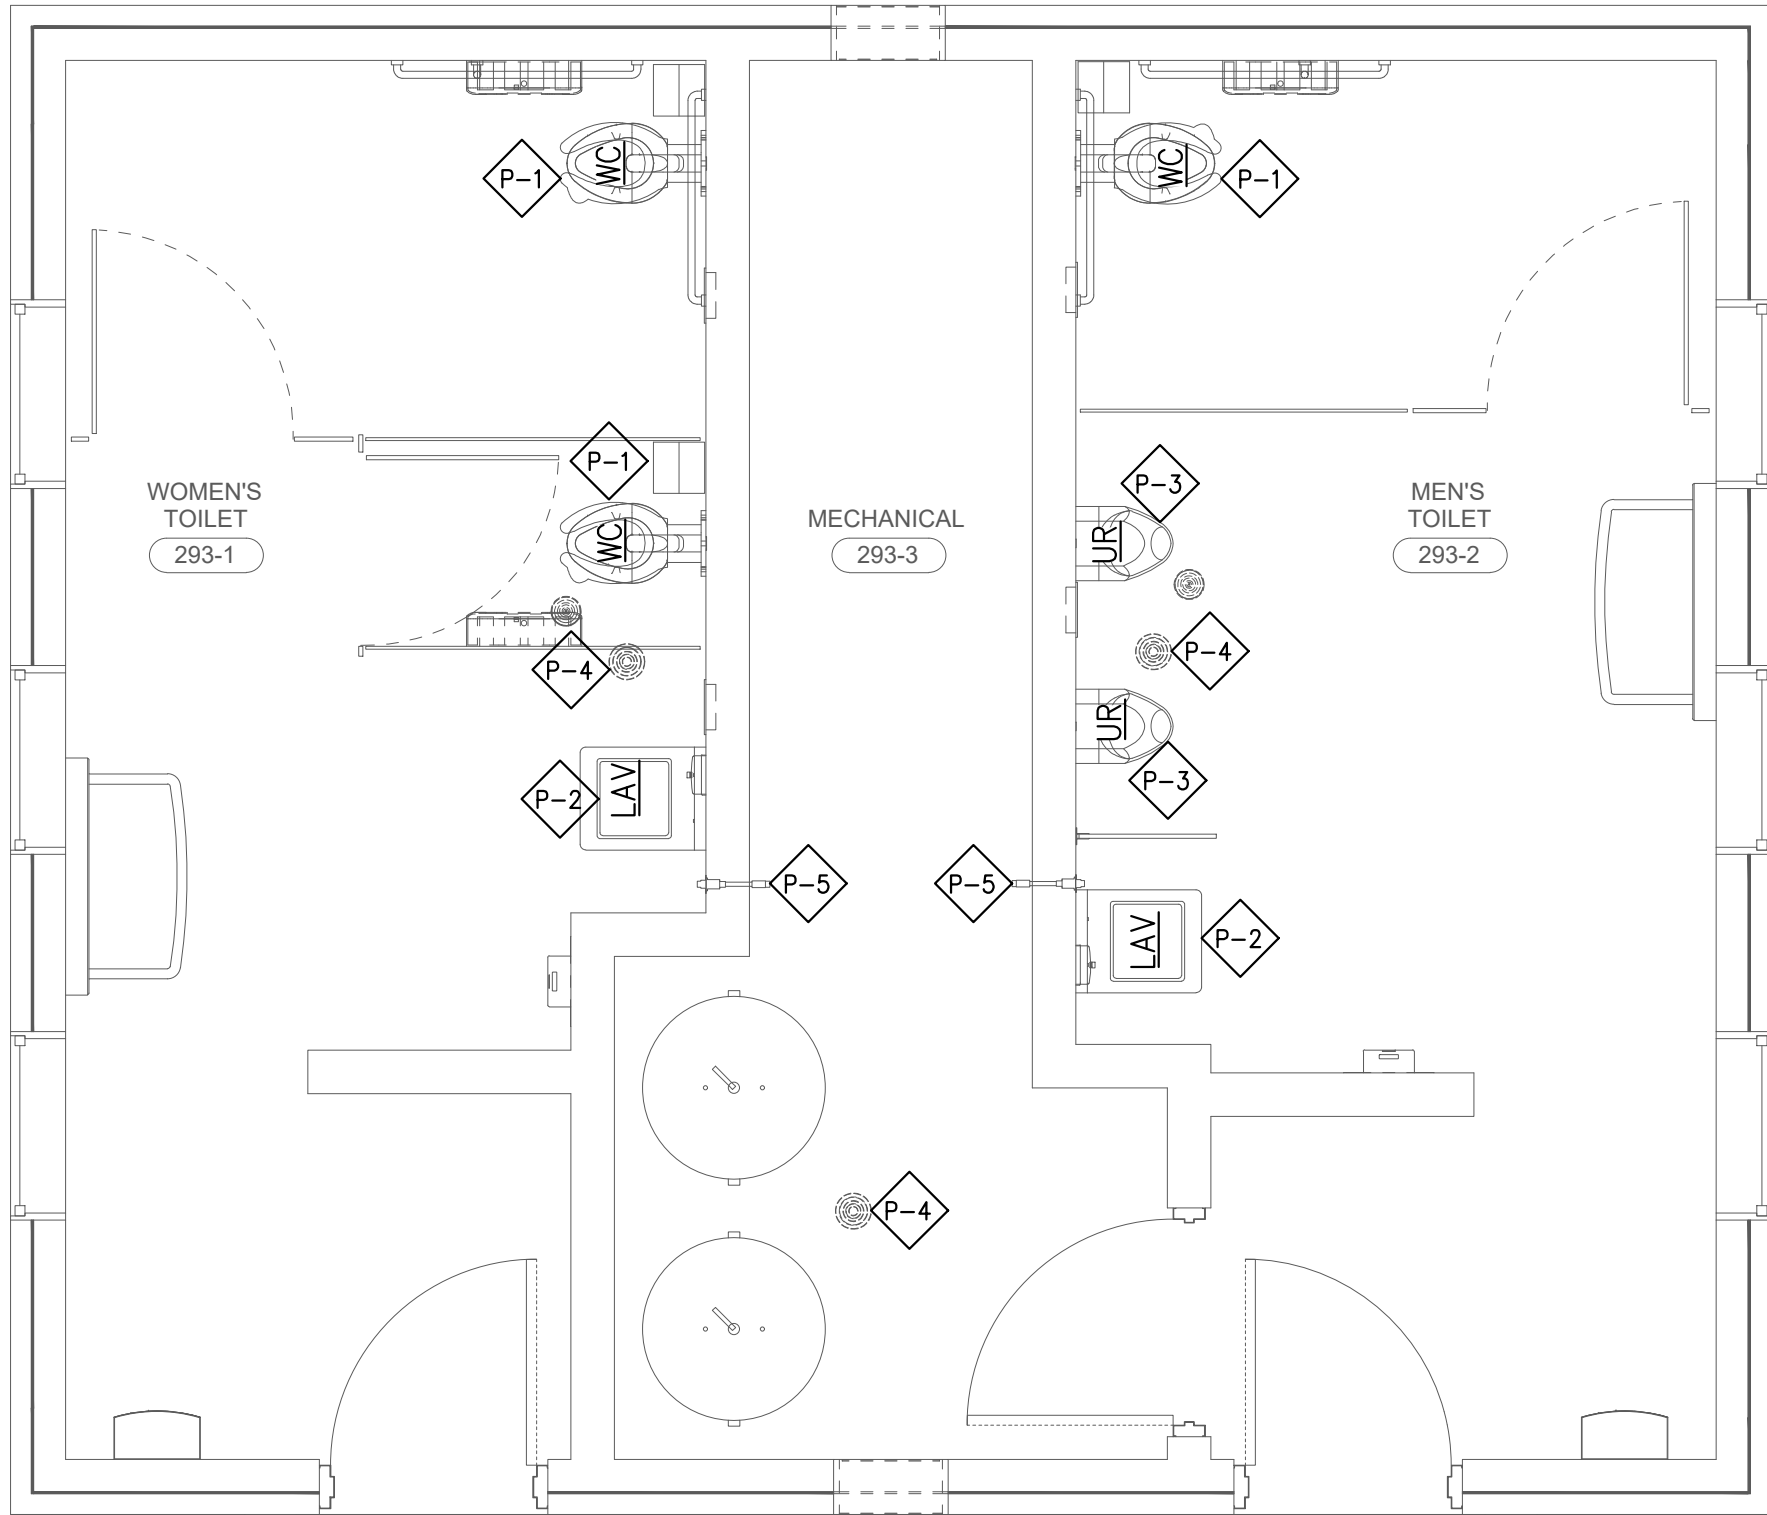 WC
P-1
WC
P-1
P-1
WC
WOMEN'S
TOILET
293-1
MECHANICAL
293-3
P-3
UR
MEN'S
TOILET
293-2
P-4
P-4
UR
P-3
P-2
LAV
P-5
P-5
LAV
P-2
P-4